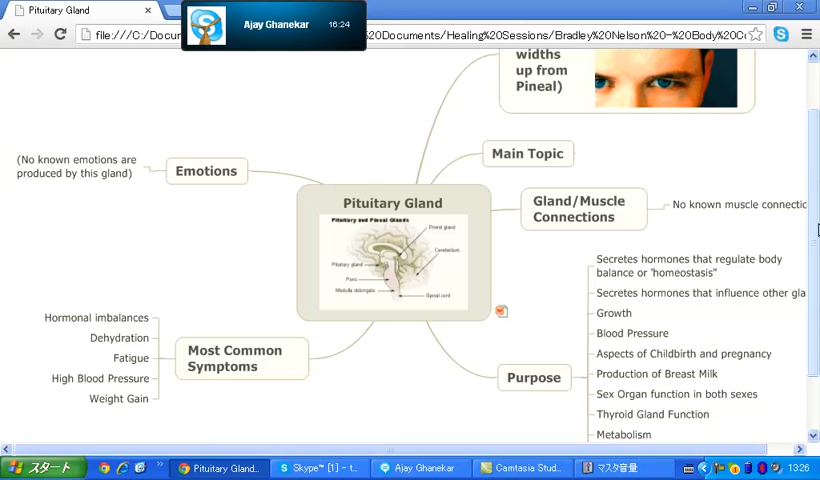 Pituitary Gland
Ajay Ghanekar
16:24
file:///C:/Docum
%20Documents/Healing%20Sessions/Bradley%20Nelson%20-%20Body%20Co
widths
up from
Pineal)
Main Topic
(No known emotions are
produced by this gland)
Emotions
Pituitary Gland
Pituitary and Pineal Glands
Pineal gland
Cerebellum
Pituitary gland
Pons
Medulla oblongata
Spinal cord
Gland/Muscle
Connections
No known muscle connectio
Secretes hormones that regulate body
balance or 'homeostasis"
Secretes hormones that influence other gla
Growth
Blood Pressure
Aspects of Childbirth and pregnancy
Production of Breast Milk
Sex Organ function in both sexes
Thyroid Gland Function
Metabolism
Purpose
Hormonal imbalances
Dehydration
Fatigue
High Blood Pressure
Weight Gain
Most Common
Symptoms
スタート
Pituitary Gland...
Skype™ [1] - t...
Ajay Ghanekar
Camtasia Stud...
マスタ音量
13:26